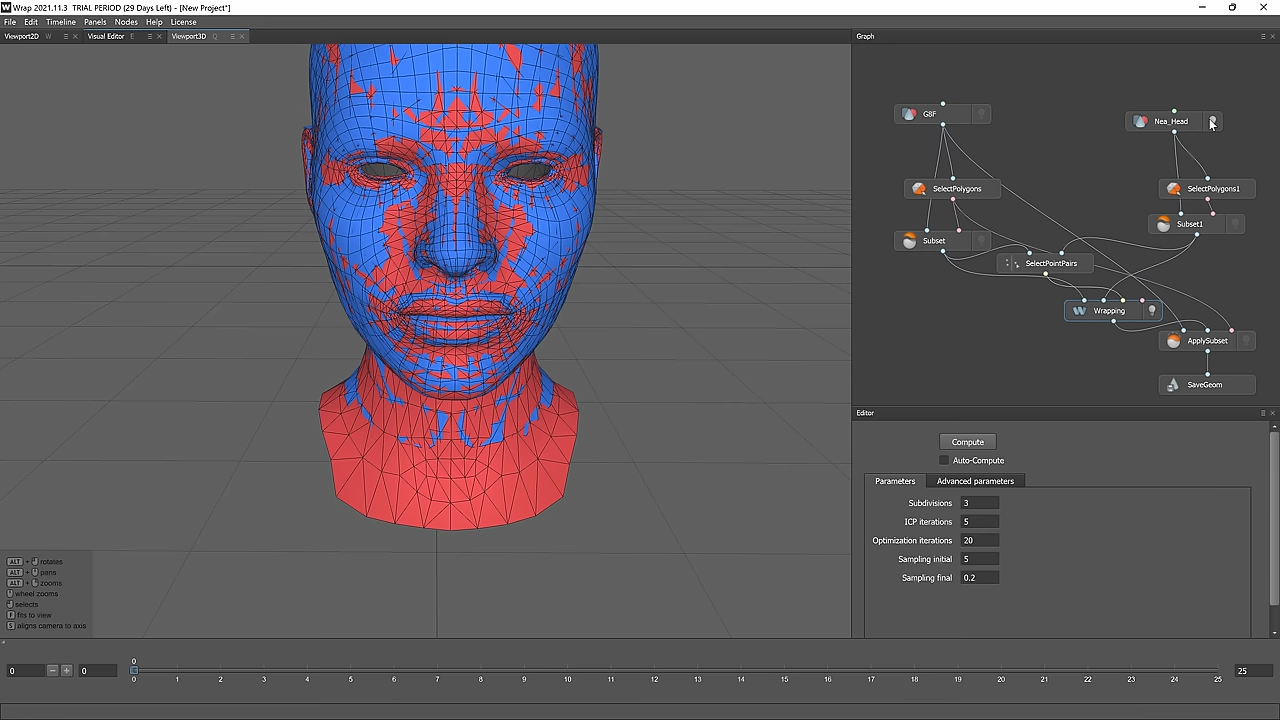 Wrap 2021.11.3 TRIAL PERIOD (29 Days Left) - [New Project*]
File Edit Timeline Panels Nodes Help License
Viewport2D W Visual Editor E Viewport3D Q Graph
G8F
Nea_Head
SelectPolygons
SelectPolygons1
Subset1
Subset
SelectPointPairs
Wrapping
ApplySubset
SaveGeom
Editor
Compute
Auto-Compute
Parameters Advanced parameters
Subdivisions 3
ICP iterations 5
Optimization iterations 20
Sampling initial 5
Sampling final 0.2
ALT + rotates
ALT + pans
ALT + zooms
wheel zooms
selects
F fits to view
S aligns camera to axis
0
0 − + 0 25
0 1 2 3 4 5 6 7 8 9 10 11 12 13 14 15 16 17 18 19 20 21 22 23 24 25